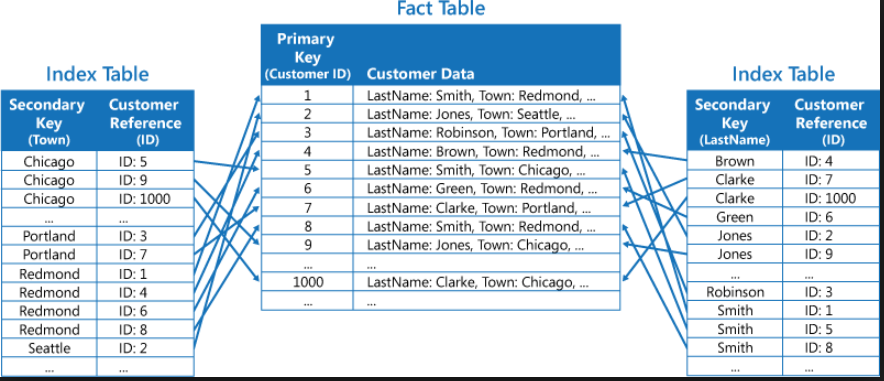 Fact Table
Primary
Key
(Customer ID) Customer Data
1 LastName: Smith, Town: Redmond, ...
2 LastName: Jones, Town: Seattle, ...
3 LastName: Robinson, Town: Portland, ...
4 LastName: Brown, Town: Redmond, ...
5 LastName: Smith, Town: Chicago, ...
6 LastName: Green, Town: Redmond, ...
7 LastName: Clarke, Town: Portland, ...
8 LastName: Smith, Town: Redmond, ...
9 LastName: Jones, Town: Chicago, ...
... ...
1000 LastName: Clarke, Town: Chicago, ...
... ...
Index Table
Secondary Customer
Key Reference
(Town) (ID)
Chicago ID: 5
Chicago ID: 9
Chicago ID: 1000
... ...
Portland ID: 3
Portland ID: 7
Redmond ID: 1
Redmond ID: 4
Redmond ID: 6
Redmond ID: 8
Seattle ID: 2
... ...
Index Table
Secondary Customer
Key Reference
(LastName) (ID)
Brown ID: 4
Clarke ID: 7
Clarke ID: 1000
Green ID: 6
Jones ID: 2
Jones ID: 9
... ...
Robinson ID: 3
Smith ID: 1
Smith ID: 5
Smith ID: 8
... ...